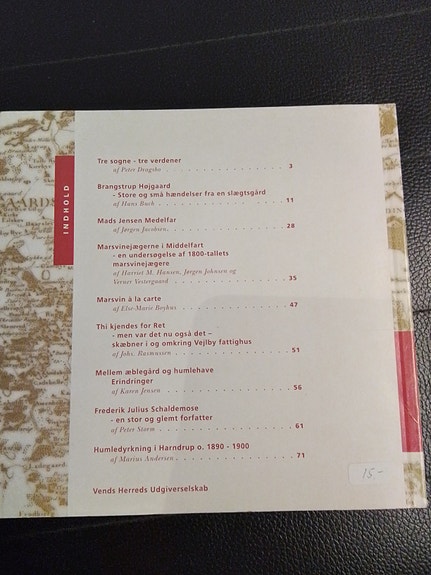 INDHOLD
Tre sogne - tre verdener
af Peter Dragsbo . . . . . . . . . . . . . . . . . . 3
Brangstrup Højgaard
- Store og små hændelser fra en slægtsgård
af Hans Buch . . . . . . . . . . . . . . . . . . . . 11
Mads Jensen Medelfar
af Jørgen Jacobsen. . . . . . . . . . . . . . . . . . 28
Marsvinejægerne i Middelfart
- en undersøgelse af 1800-tallets
marsvinejægere
af Harriet M. Hansen, Jørgen Johnsen og
Verner Vestergaard . . . . . . . . . . . . . . . . . 35
Marsvin à la carte
af Else-Marie Boyhus . . . . . . . . . . . . . . . . 47
Thi kjendes for Ret
- men var det nu også det –
skæbner i og omkring Vejlby fattighus
af Johs. Rasmussen . . . . . . . . . . . . . . . . . 51
Mellem æblegård og humlehave
Erindringer
af Karen Jensen . . . . . . . . . . . . . . . . . . . 56
Frederik Julius Schaldemose
- en stor og glemt forfatter
af Peter Storm . . . . . . . . . . . . . . . . . . . 61
Humledyrkning i Harndrup o. 1890 - 1900
af Marius Andersen . . . . . . . . . . . . . . . . . 71
15.-
Vends Herreds Udgiverselskab